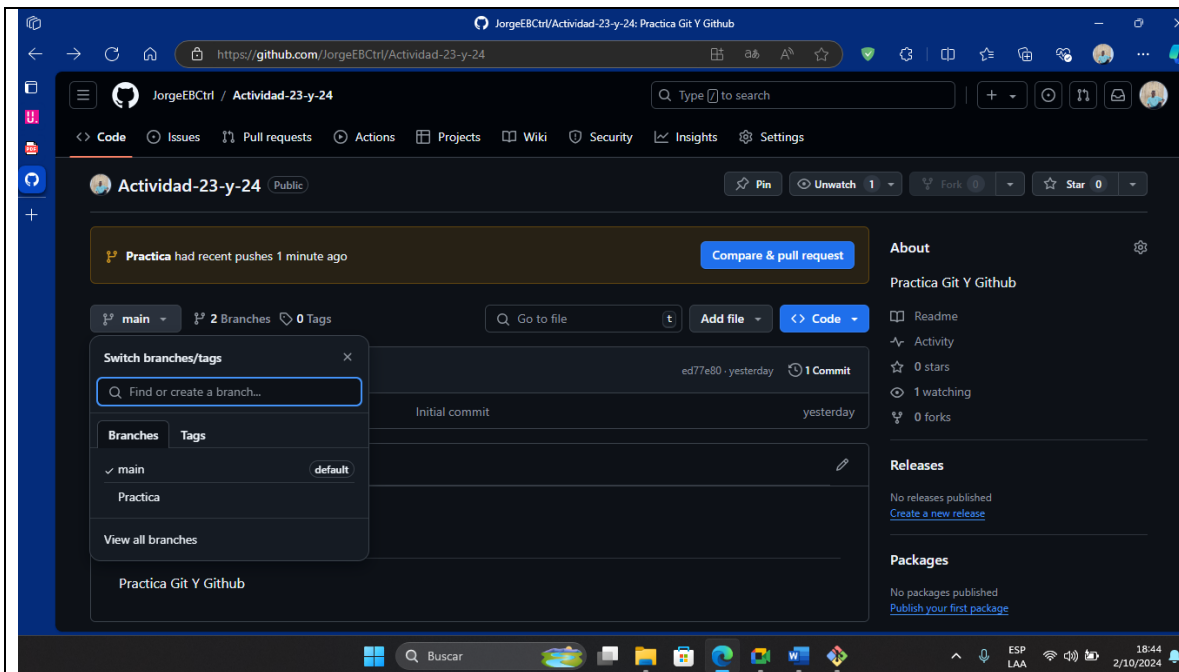 JorgeEBCtrl/Actividad-23-y-24: Practica Git Y Github
https://github.com/JorgeEBCtrl/Actividad-23-y-24
JorgeEBCtrl / Actividad-23-y-24
Type / to search
Code Issues Pull requests Actions Projects Wiki Security Insights Settings
Actividad-23-y-24 Public
Pin Unwatch 1 Fork 0 Star 0
Practica had recent pushes 1 minute ago
Compare & pull request
About
Practica Git Y Github
main 2 Branches 0 Tags Go to file t Add file <> Code
Readme
Activity
0 stars
1 watching
0 forks
Switch branches/tags
Find or create a branch...
Branches Tags
main default
Practica
View all branches
ed77e80 · yesterday 1 Commit
Initial commit yesterday
Practica Git Y Github
Releases
No releases published
Create a new release
Packages
No packages published
Publish your first package
Buscar
ESP
LAA
18:44
2/10/2024